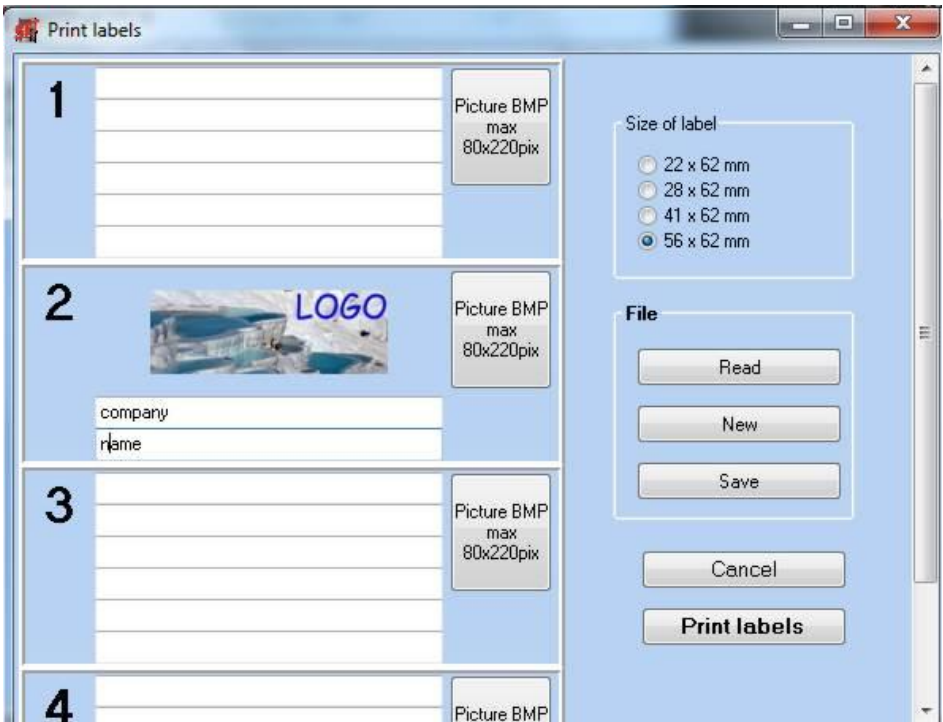 Print labels
1
Picture BMP
max
80x220pix
2
LOGO
Picture BMP
max
80x220pix
company
name
3
Picture BMP
max
80x220pix
4
Picture BMP
Size of label
22 x 62 mm
28 x 62 mm
41 x 62 mm
56 x 62 mm
File
Read
New
Save
Cancel
Print labels